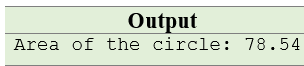 Output
Area of the circle: 78.54